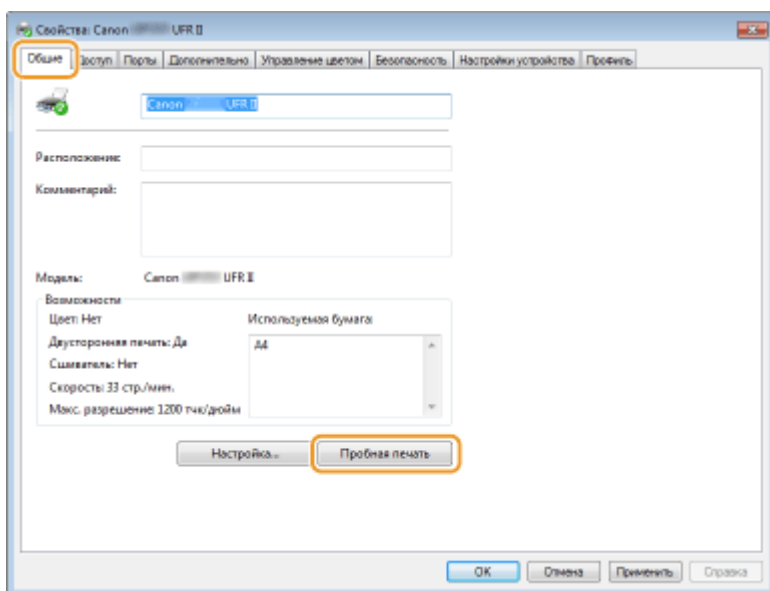 Свойства: Canon UFR II
Общие Доступ Порты Дополнительно Управление цветом Безопасность Настройки устройства Профиль
Canon UFR II
Расположение:
Комментарий:
Модель: Canon UFR II
Возможности
Цвет: Нет Используемая бумага:
Двусторонняя печать: Да A4
Сшиватель: Нет
Скорость: 33 стр./мин.
Макс. разрешение: 1200 тчк/дюйм
Настройка... Пробная печать
OK Отмена Применить Справка